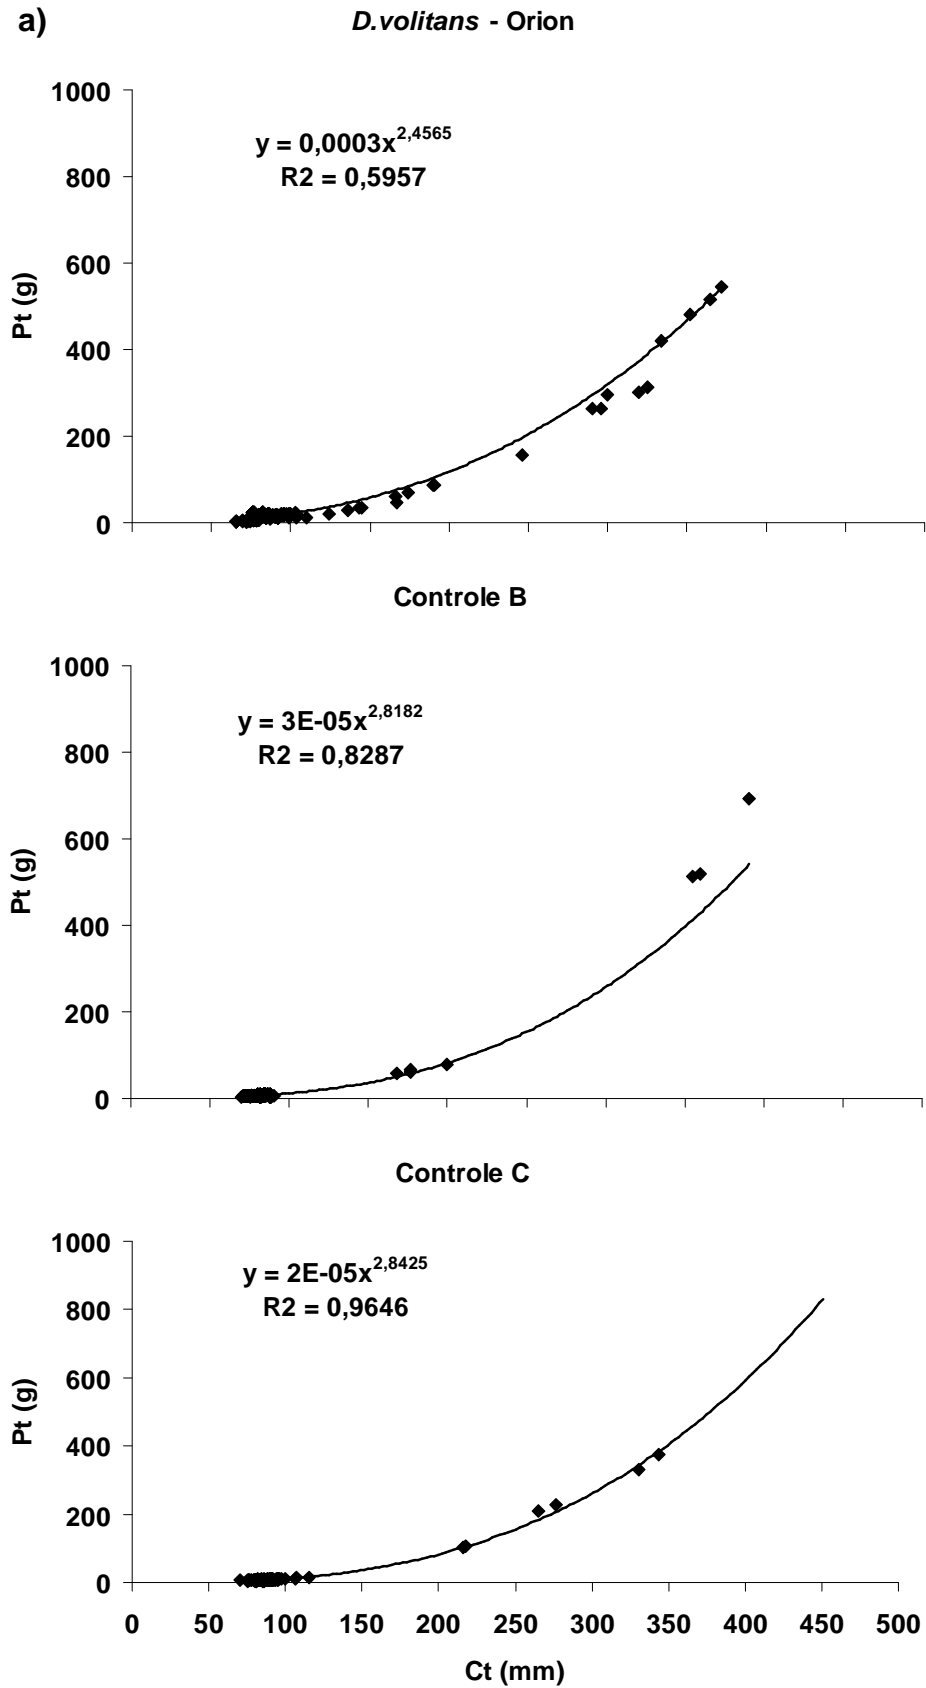 a)
D.volitans - Orion
1000
800
600
400
200
0
Pt (g)
y = 0,0003x^2,4565
R2 = 0,5957
Controle B
1000
800
600
400
200
0
Pt (g)
y = 3E-05x^2,8182
R2 = 0,8287
Controle C
1000
800
600
400
200
0
Pt (g)
y = 2E-05x^2,8425
R2 = 0,9646
0 50 100 150 200 250 300 350 400 450 500
Ct (mm)